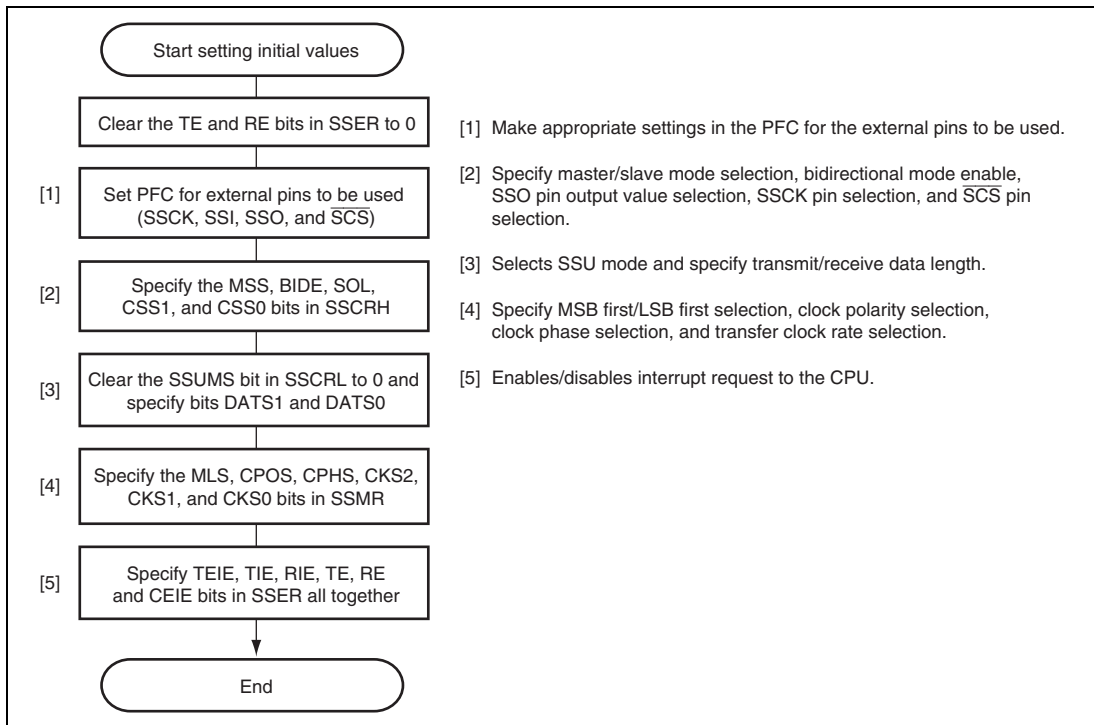 Start setting initial values
Clear the TE and RE bits in SSER to 0
[1]
Set PFC for external pins to be used
(SSCK, SSI, SSO, and S̅C̅S̅)
[2]
Specify the MSS, BIDE, SOL,
CSS1, and CSS0 bits in SSCRH
[3]
Clear the SSUMS bit in SSCRL to 0 and
specify bits DATS1 and DATS0
[4]
Specify the MLS, CPOS, CPHS, CKS2,
CKS1, and CKS0 bits in SSMR
[5]
Specify TEIE, TIE, RIE, TE, RE
and CEIE bits in SSER all together
End
[1] Make appropriate settings in the PFC for the external pins to be used.
[2] Specify master/slave mode selection, bidirectional mode enable,
SSO pin output value selection, SSCK pin selection, and S̅C̅S̅ pin
selection.
[3] Selects SSU mode and specify transmit/receive data length.
[4] Specify MSB first/LSB first selection, clock polarity selection,
clock phase selection, and transfer clock rate selection.
[5] Enables/disables interrupt request to the CPU.